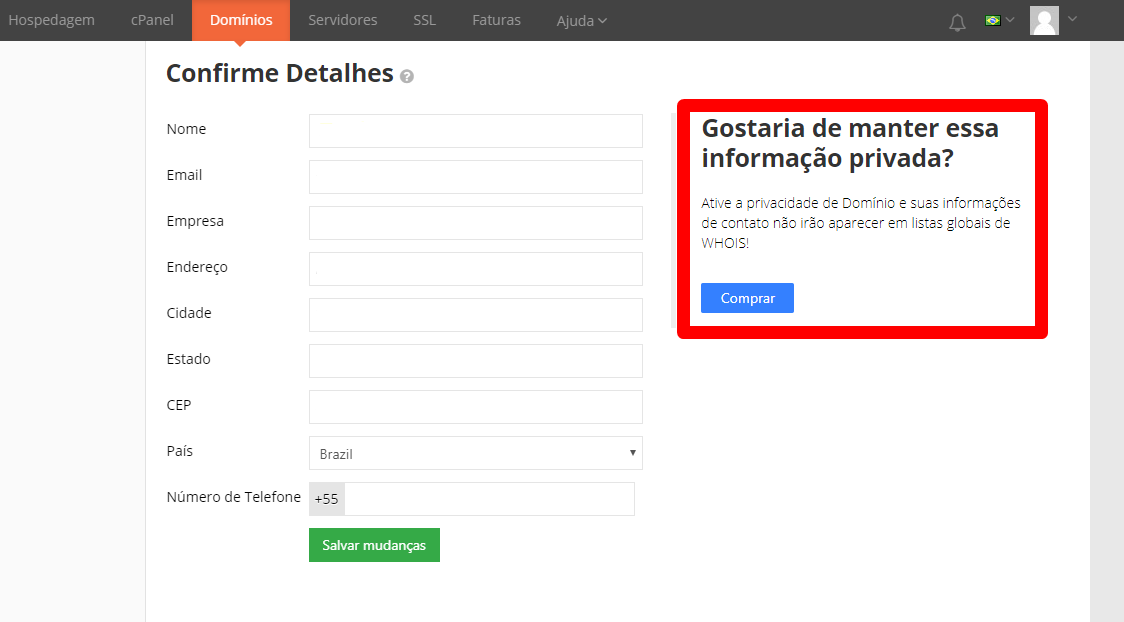 Hospedagem cPanel Domínios Servidores SSL Faturas Ajuda
Confirme Detalhes ?
Nome
Email
Empresa
Endereço
Cidade
Estado
CEP
País Brazil
Número de Telefone +55
Salvar mudanças
Gostaria de manter essa
informação privada?
Ative a privacidade de Domínio e suas informações
de contato não irão aparecer em listas globais de
WHOIS!
Comprar